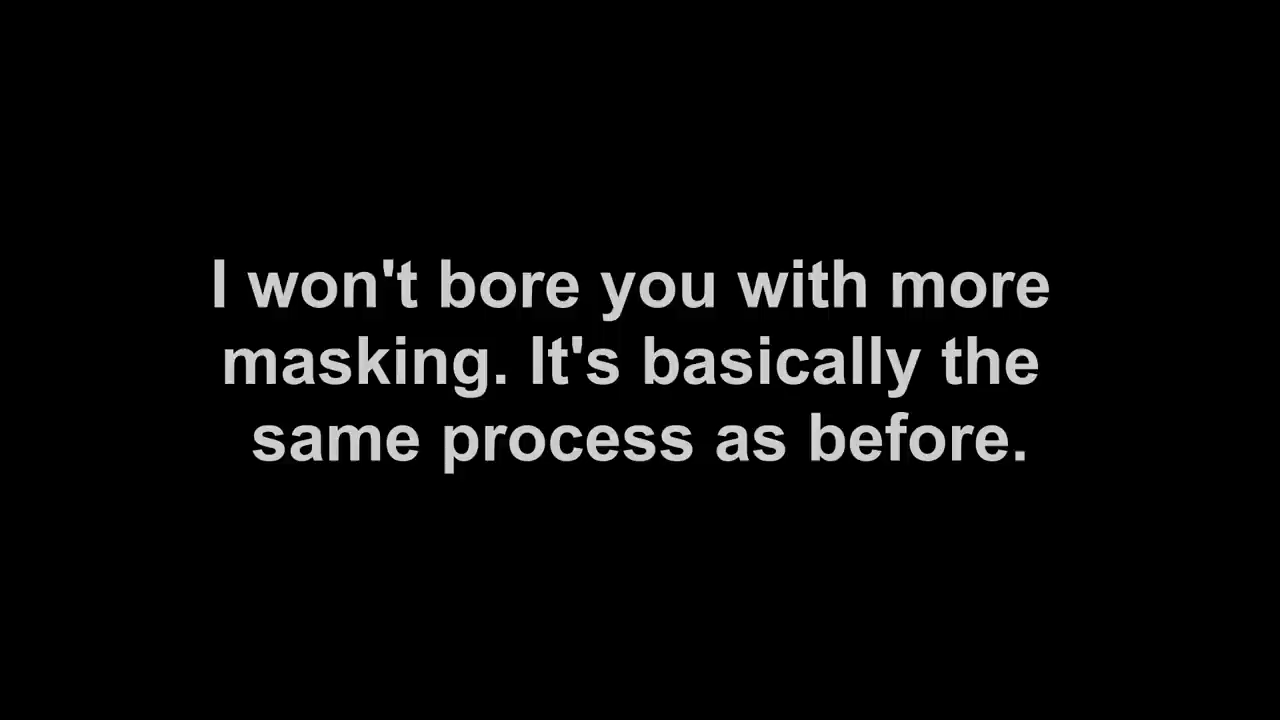 I won't bore you with more
masking. It's basically the
same process as before.